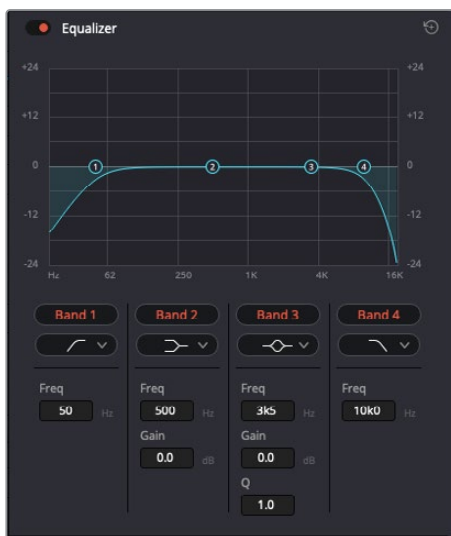 Equalizer
+24 +24
+12 +12
0 1 2 3 4 0
-12 -12
-24 -24
Hz 62 250 1K 4K 16K
Band 1 Band 2 Band 3 Band 4
Freq Freq Freq Freq
50 Hz 500 Hz 3k5 Hz 10k0 Hz
Gain Gain
0.0 dB 0.0 dB
Q
1.0